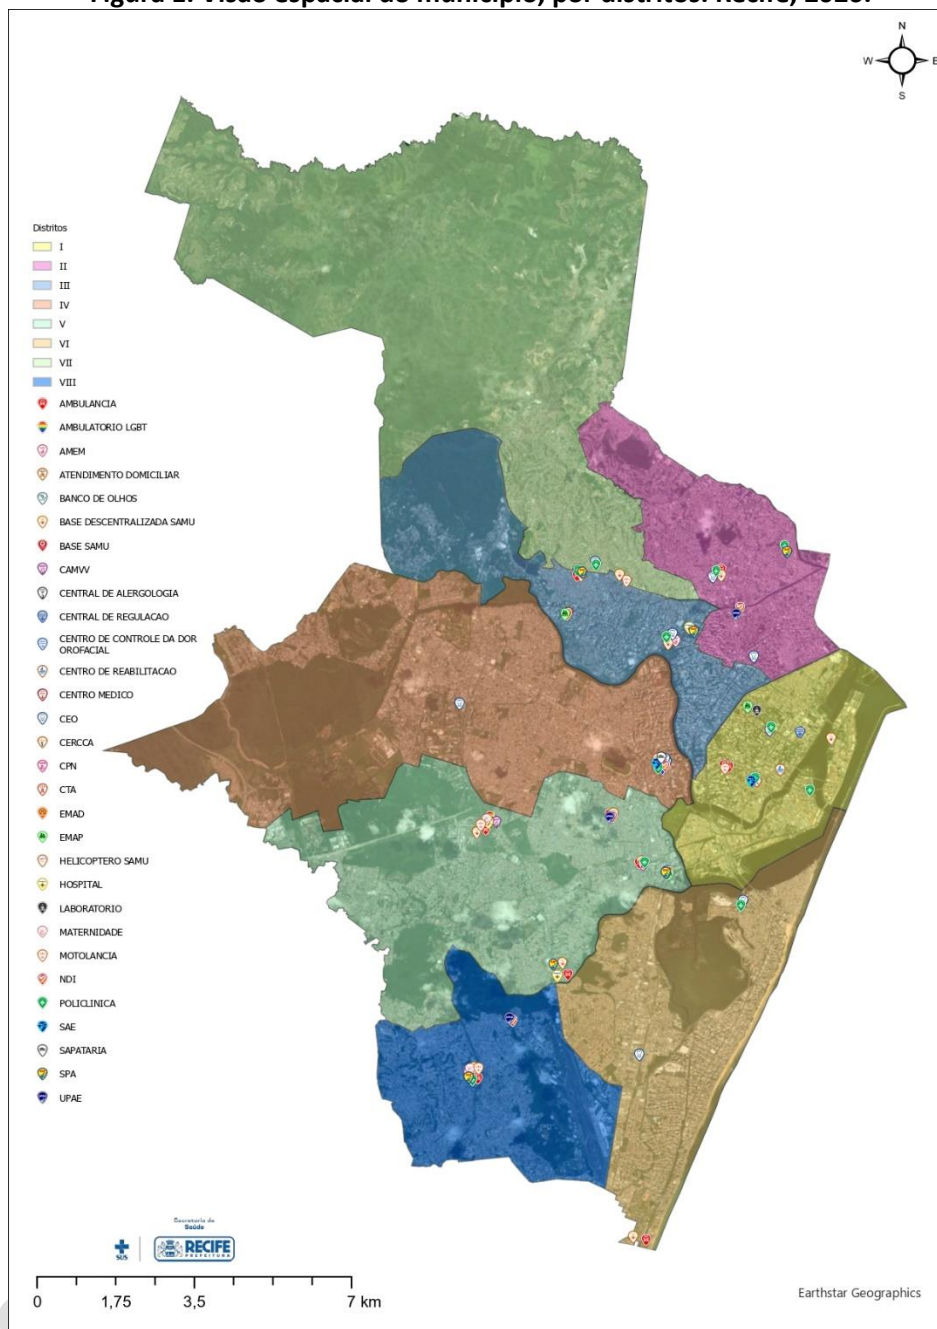 Figura 1. Visão espacial do município, por distritos. Recife, 2020.
N
W
E
S
Distritos
I
II
III
IV
V
VI
VII
VIII
AMBULANCIA
AMBULATORIO LGBT
AMEM
ATENDIMENTO DOMICILIAR
BANCO DE OLHOS
BASE DESCENTRALIZADA SAMU
BASE SAMU
CAMVV
CENTRAL DE ALERGOLOGIA
CENTRAL DE REGULACAO
CENTRO DE CONTROLE DA DOR
OROFACIAL
CENTRO DE REABILITACAO
CENTRO MEDICO
CEO
CERCCA
CPN
CTA
EMAD
EMAP
HELICOPTERO SAMU
HOSPITAL
LABORATORIO
MATERNIDADE
MOTOLANCIA
NDI
POLICLINICA
SAE
SAPATARIA
SPA
UPAE
Secretaria de
Saúde
SUS
RECIFE
PREFEITURA
0 1,75 3,5 7 km
Earthstar Geographics